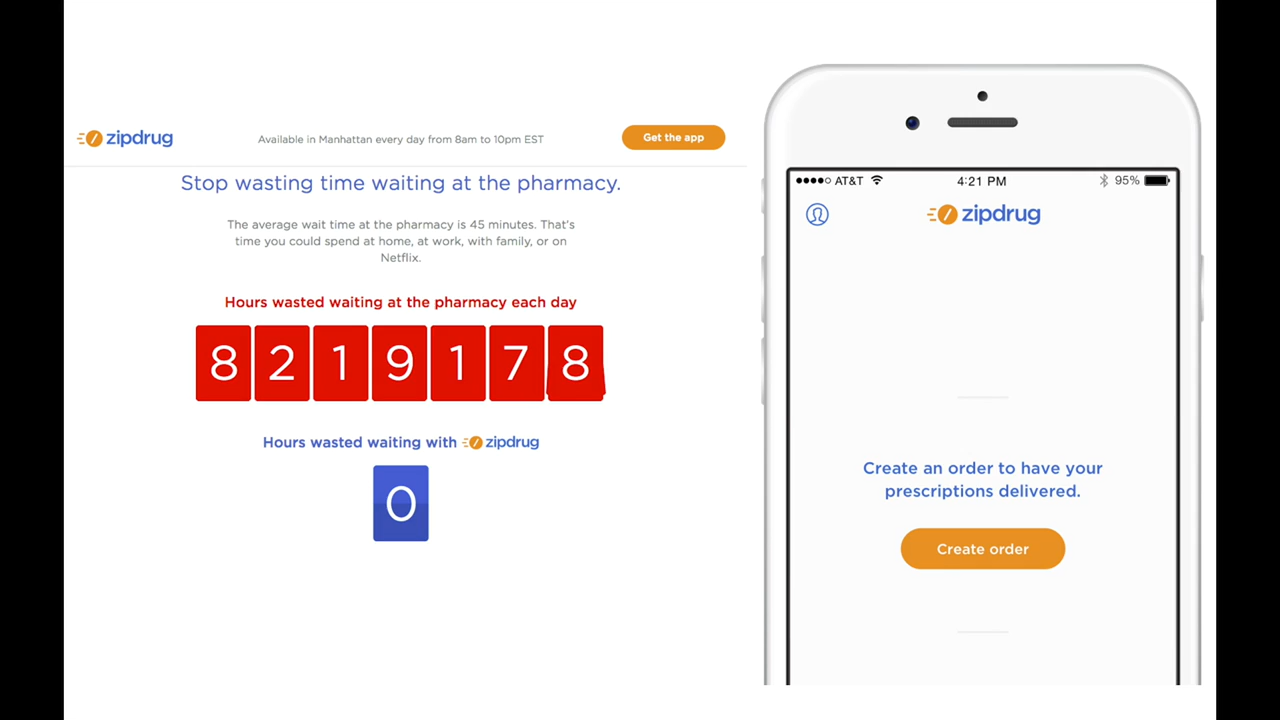 zipdrug
Available in Manhattan every day from 8am to 10pm EST
Get the app
Stop wasting time waiting at the pharmacy.
The average wait time at the pharmacy is 45 minutes. That's
time you could spend at home, at work, with family, or on
Netflix.
Hours wasted waiting at the pharmacy each day
8219178
Hours wasted waiting with zipdrug
0
AT&T 4:21 PM 95%
zipdrug
Create an order to have your
prescriptions delivered.
Create order